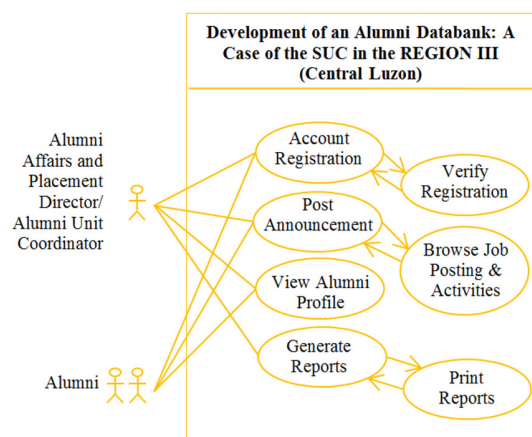 Development of an Alumni Databank: A
Case of the SUC in the REGION III
(Central Luzon)
Alumni
Affairs and
Placement
Director/
Alumni Unit
Coordinator
Account
Registration
Verify
Registration
Post
Announcement
Browse Job
Posting &
Activities
View Alumni
Profile
Generate
Reports
Print
Reports
Alumni